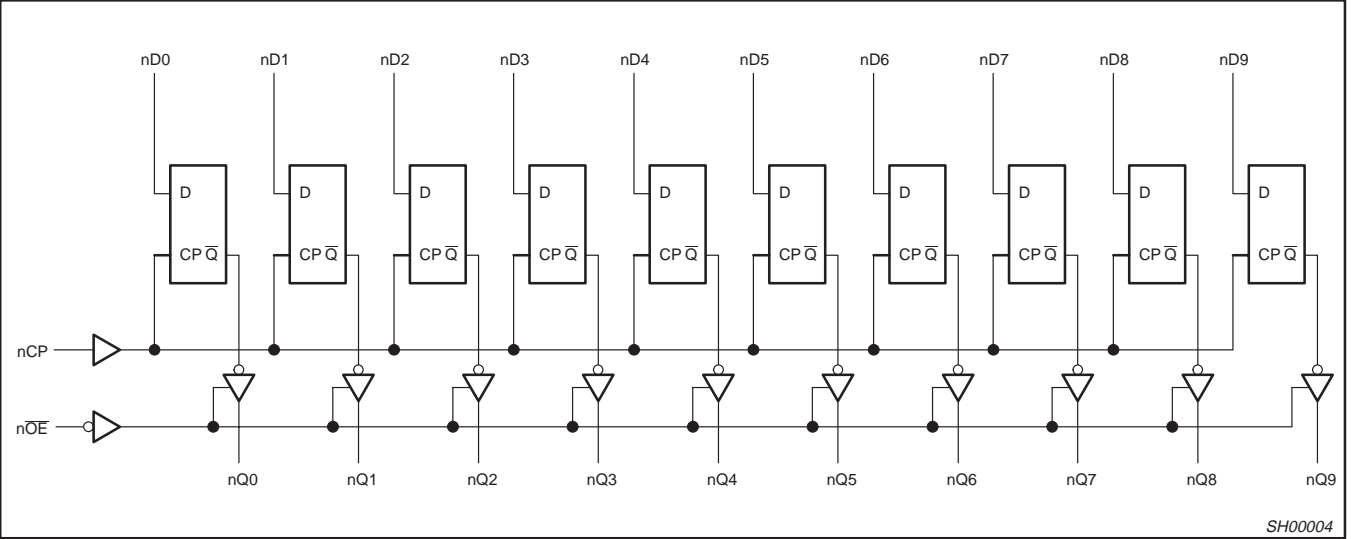 nD0 nD1 nD2 nD3 nD4 nD5 nD6 nD7 nD8 nD9
D D D D D D D D D D
CP Q̅ CP Q̅ CP Q̅ CP Q̅ CP Q̅ CP Q̅ CP Q̅ CP Q̅ CP Q̅ CP Q̅
nCP
nO̅E̅
nQ0 nQ1 nQ2 nQ3 nQ4 nQ5 nQ6 nQ7 nQ8 nQ9
SH00004